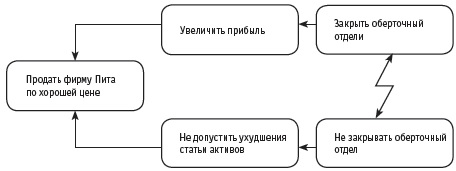 Увеличить прибыль
Закрыть оберточный
отдели
Продать фирму Пита
по хорошей цене
Не допустить ухудшения
статьи активов
Не закрывать оберточный
отдел